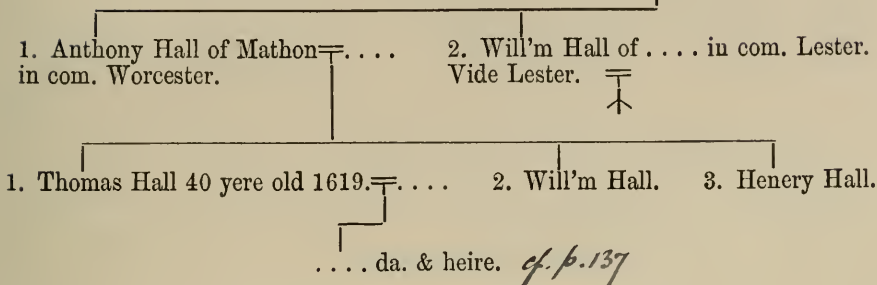 1. Anthony Hall of Mathon . . . . 2. Will'm Hall of . . . . in com. Lester.
in com. Worcester. Vide Lester.
1. Thomas Hall 40 yere old 1619. . . . . 2. Will'm Hall. 3. Henery Hall.
. . . . da. & heire. cf. p. 137